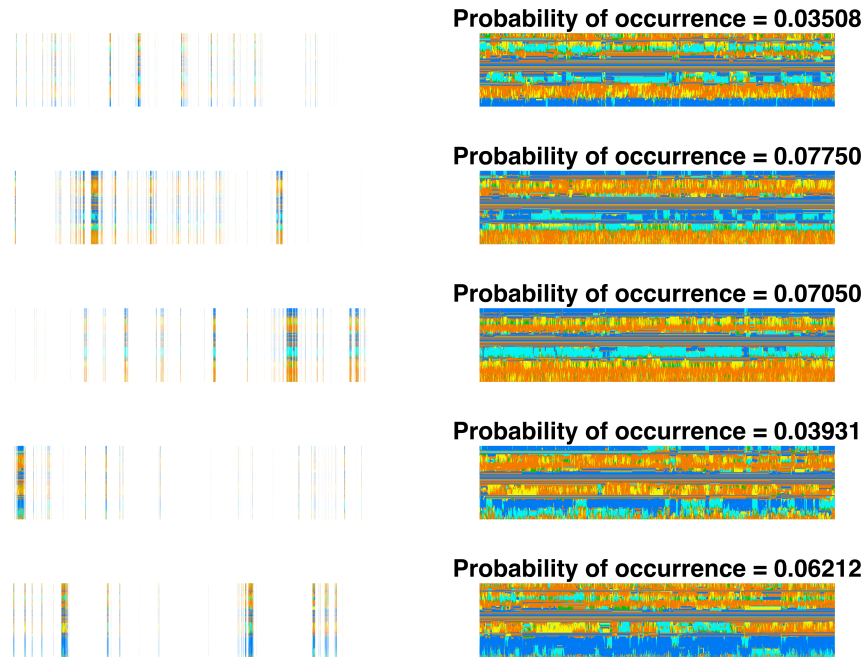 Probability of occurrence = 0.03508
Probability of occurrence = 0.07750
Probability of occurrence = 0.07050
Probability of occurrence = 0.03931
Probability of occurrence = 0.06212